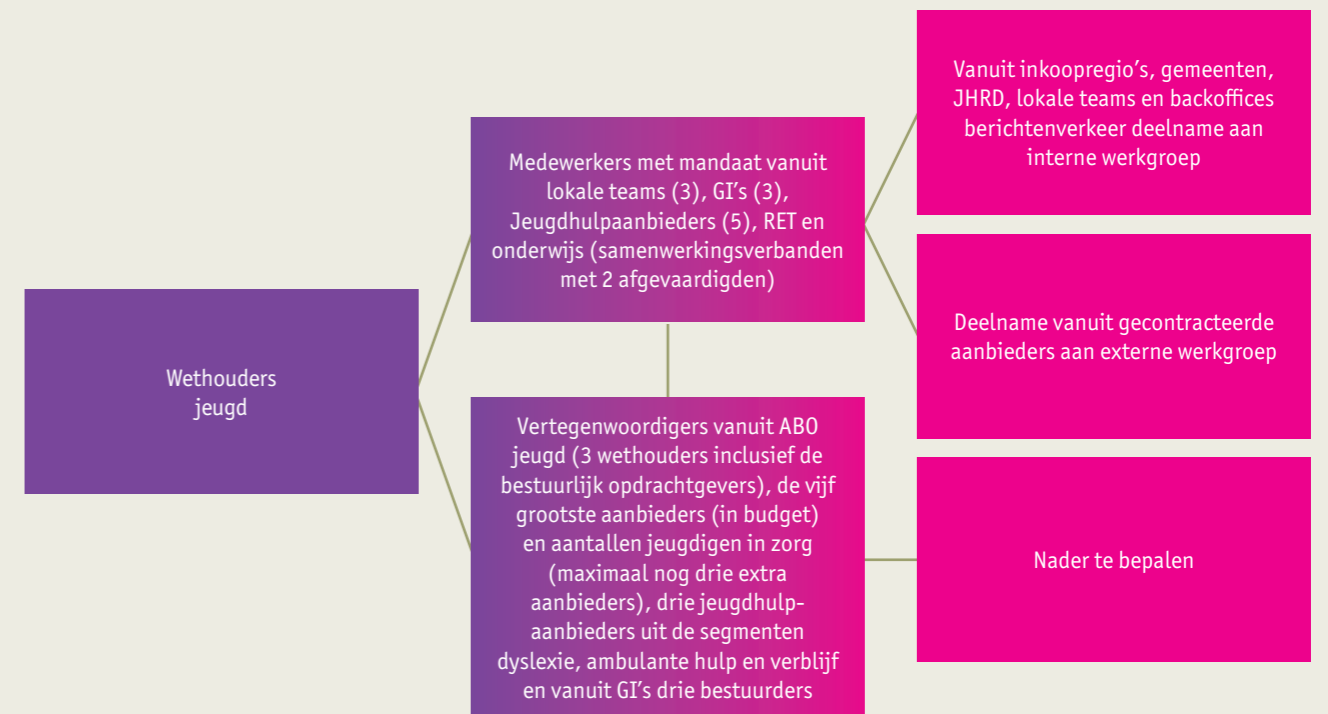 Wethouders
jeugd
Medewerkers met mandaat vanuit
lokale teams (3), GI's (3),
Jeugdhulpaanbieders (5), RET en
onderwijs (samenwerkingsverbanden
met 2 afgevaardigden)
Vertegenwoordigers vanuit ABO
jeugd (3 wethouders inclusief de
bestuurlijk opdrachtgevers), de vijf
grootste aanbieders (in budget)
en aantallen jeugdigen in zorg
(maximaal nog drie extra
aanbieders), drie jeugdhulp-
aanbieders uit de segmenten
dyslexie, ambulante hulp en verblijf
en vanuit GI's drie bestuurders
Vanuit inkoopregio's, gemeenten,
JHRD, lokale teams en backoffices
berichtenverkeer deelname aan
interne werkgroep
Deelname vanuit gecontracteerde
aanbieders aan externe werkgroep
Nader te bepalen